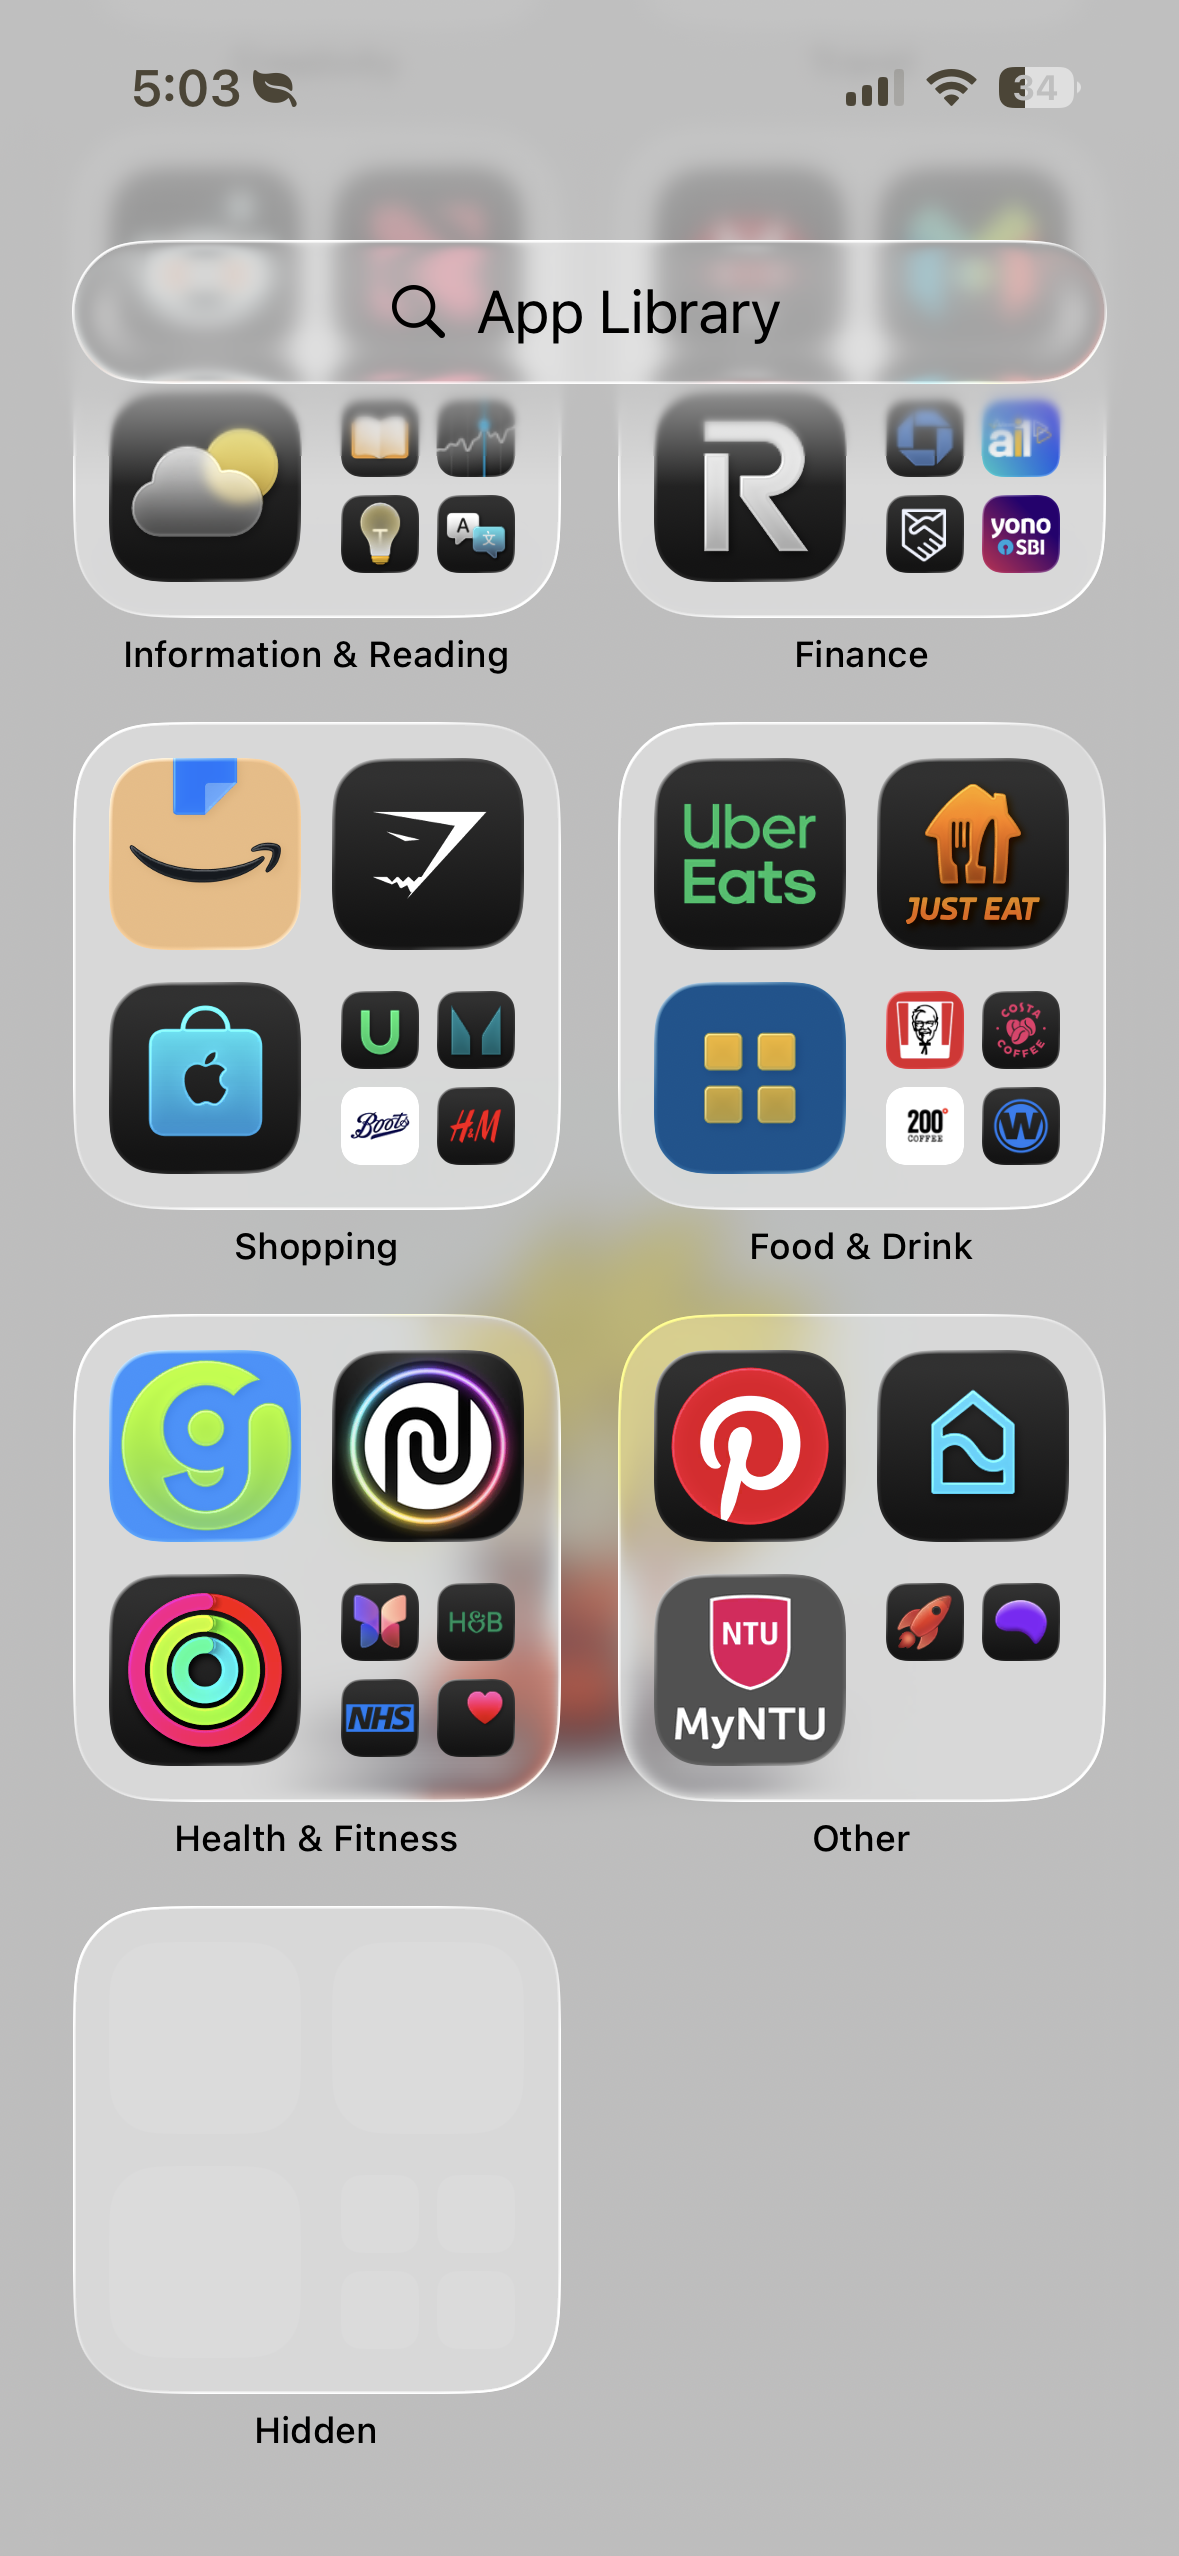 5:03
34
App Library
A
文
R
ail
yono
SBI
Information & Reading
Finance
Uber
Eats
JUST EAT
U
COSTA
COFFEE
Boots
H&M
200°
COFFEE
W
Shopping
Food & Drink
g
H&B
NTU
NHS
MyNTU
Health & Fitness
Other
Hidden